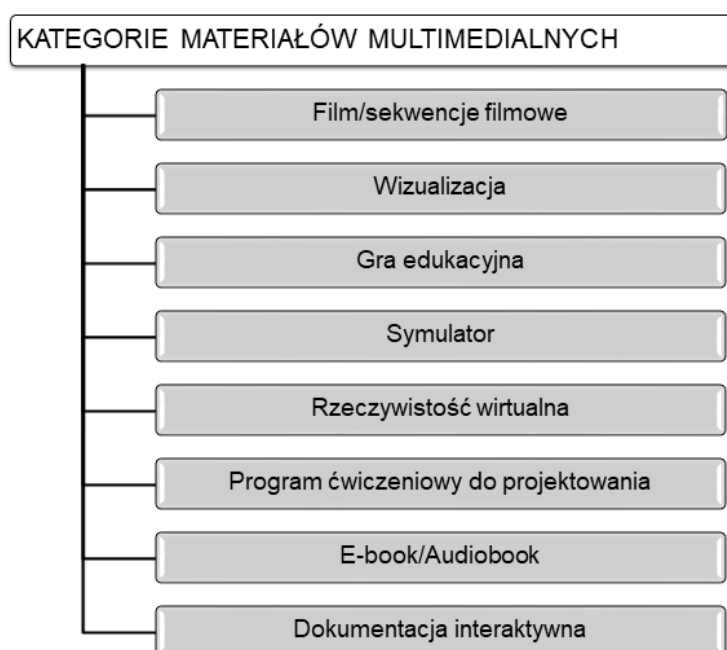 KATEGORIE MATERIAŁÓW MULTIMEDIALNYCH
Film/sekwencje filmowe
Wizualizacja
Gra edukacyjna
Symulator
Rzeczywistość wirtualna
Program ćwiczeniowy do projektowania
E-book/Audiobook
Dokumentacja interaktywna